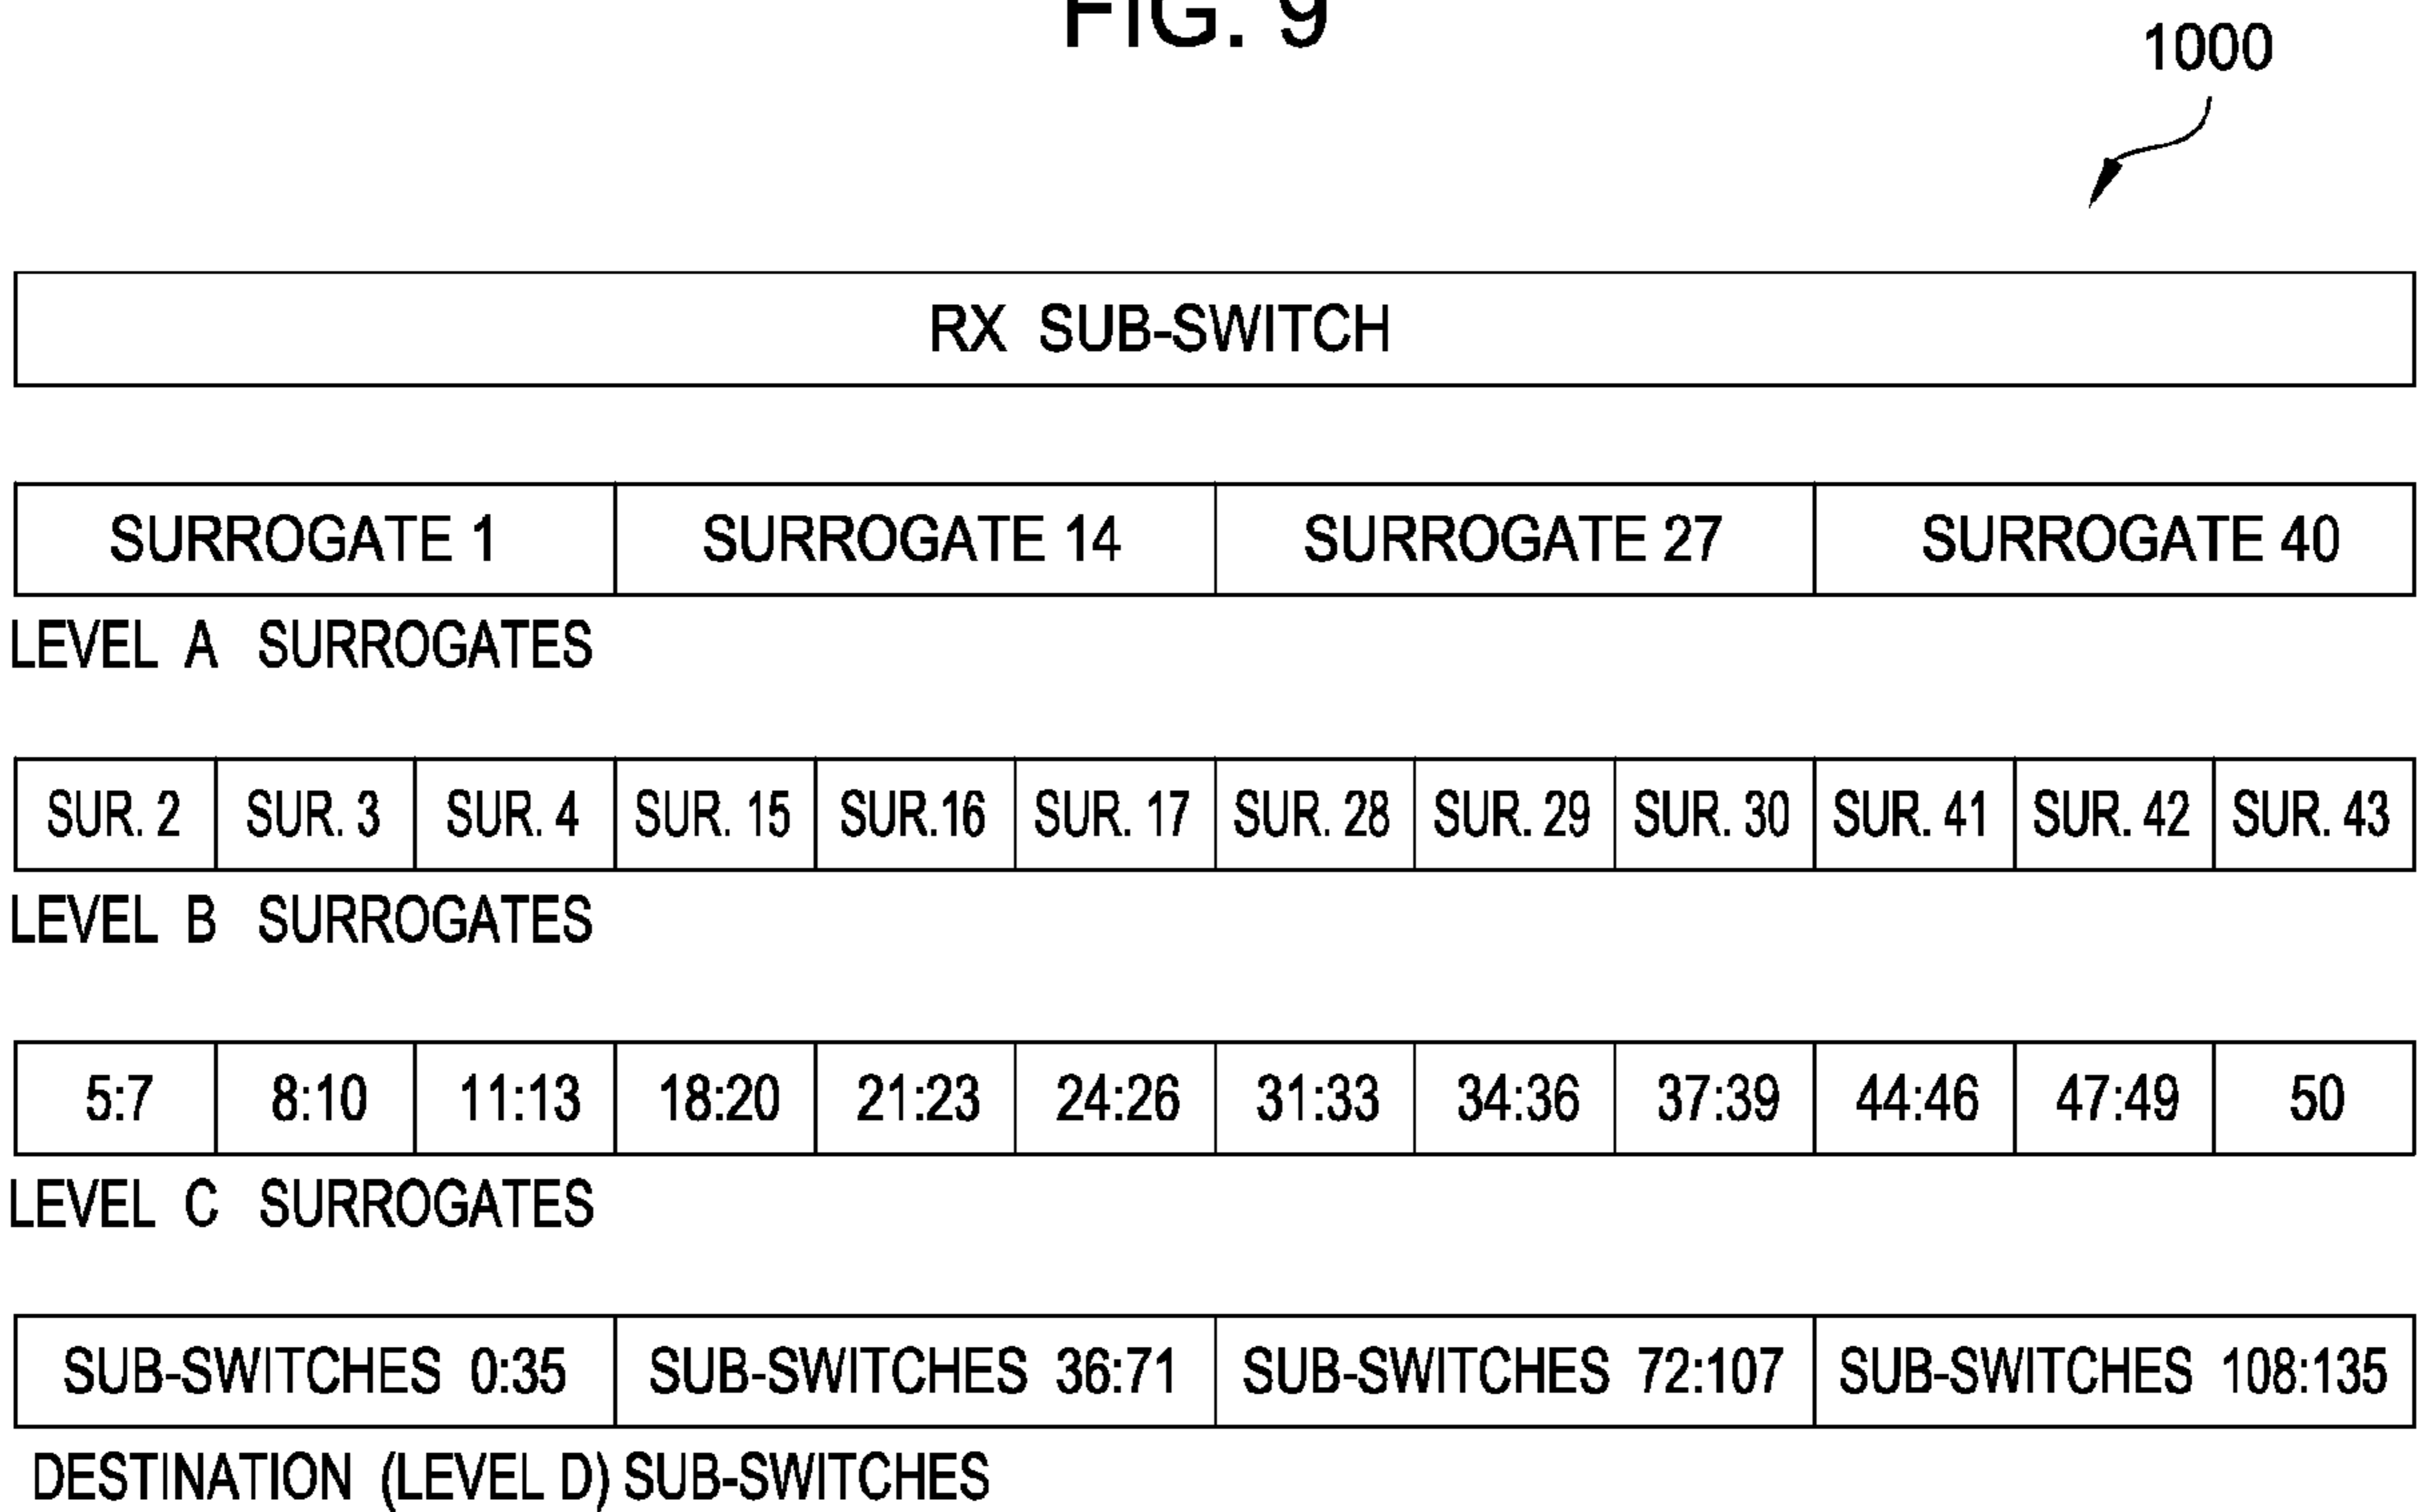 FIG. 9
1000
RX SUB-SWITCH
SURROGATE 1 SURROGATE 14 SURROGATE 27 SURROGATE 40
LEVEL A SURROGATES
SUR. 2 SUR. 3 SUR. 4 SUR. 15 SUR.16 SUR. 17 SUR. 28 SUR. 29 SUR. 30 SUR. 41 SUR. 42 SUR. 43
LEVEL B SURROGATES
5:7 8:10 11:13 18:20 21:23 24:26 31:33 34:36 37:39 44:46 47:49 50
LEVEL C SURROGATES
SUB-SWITCHES 0:35 SUB-SWITCHES 36:71 SUB-SWITCHES 72:107 SUB-SWITCHES 108:135
DESTINATION (LEVEL D) SUB-SWITCHES